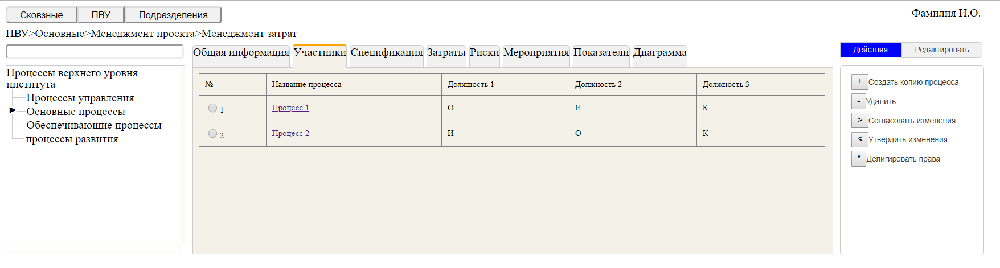 Сковзные ПВУ Подразделения
Фамилия И.О.
ПВУ>Основные>Менеджмент проекта>Менеджмент затрат
Общая информация Участники Спецификация Затраты Риски Мероприятия Показатели Диаграмма
Действия Редактировать
Процессы верхнего уровня
института
Процессы управления
Основные процессы
Обеспечивающие процессы
процессы развития
№ Название процесса Должность 1 Должность 2 Должность 3
1 Процесс 1 О И К
2 Процесс 2 И О К
+ Создать копию процесса
- Удалить
> Согласовать изменения
< Утвердить изменения
* Делигировать права